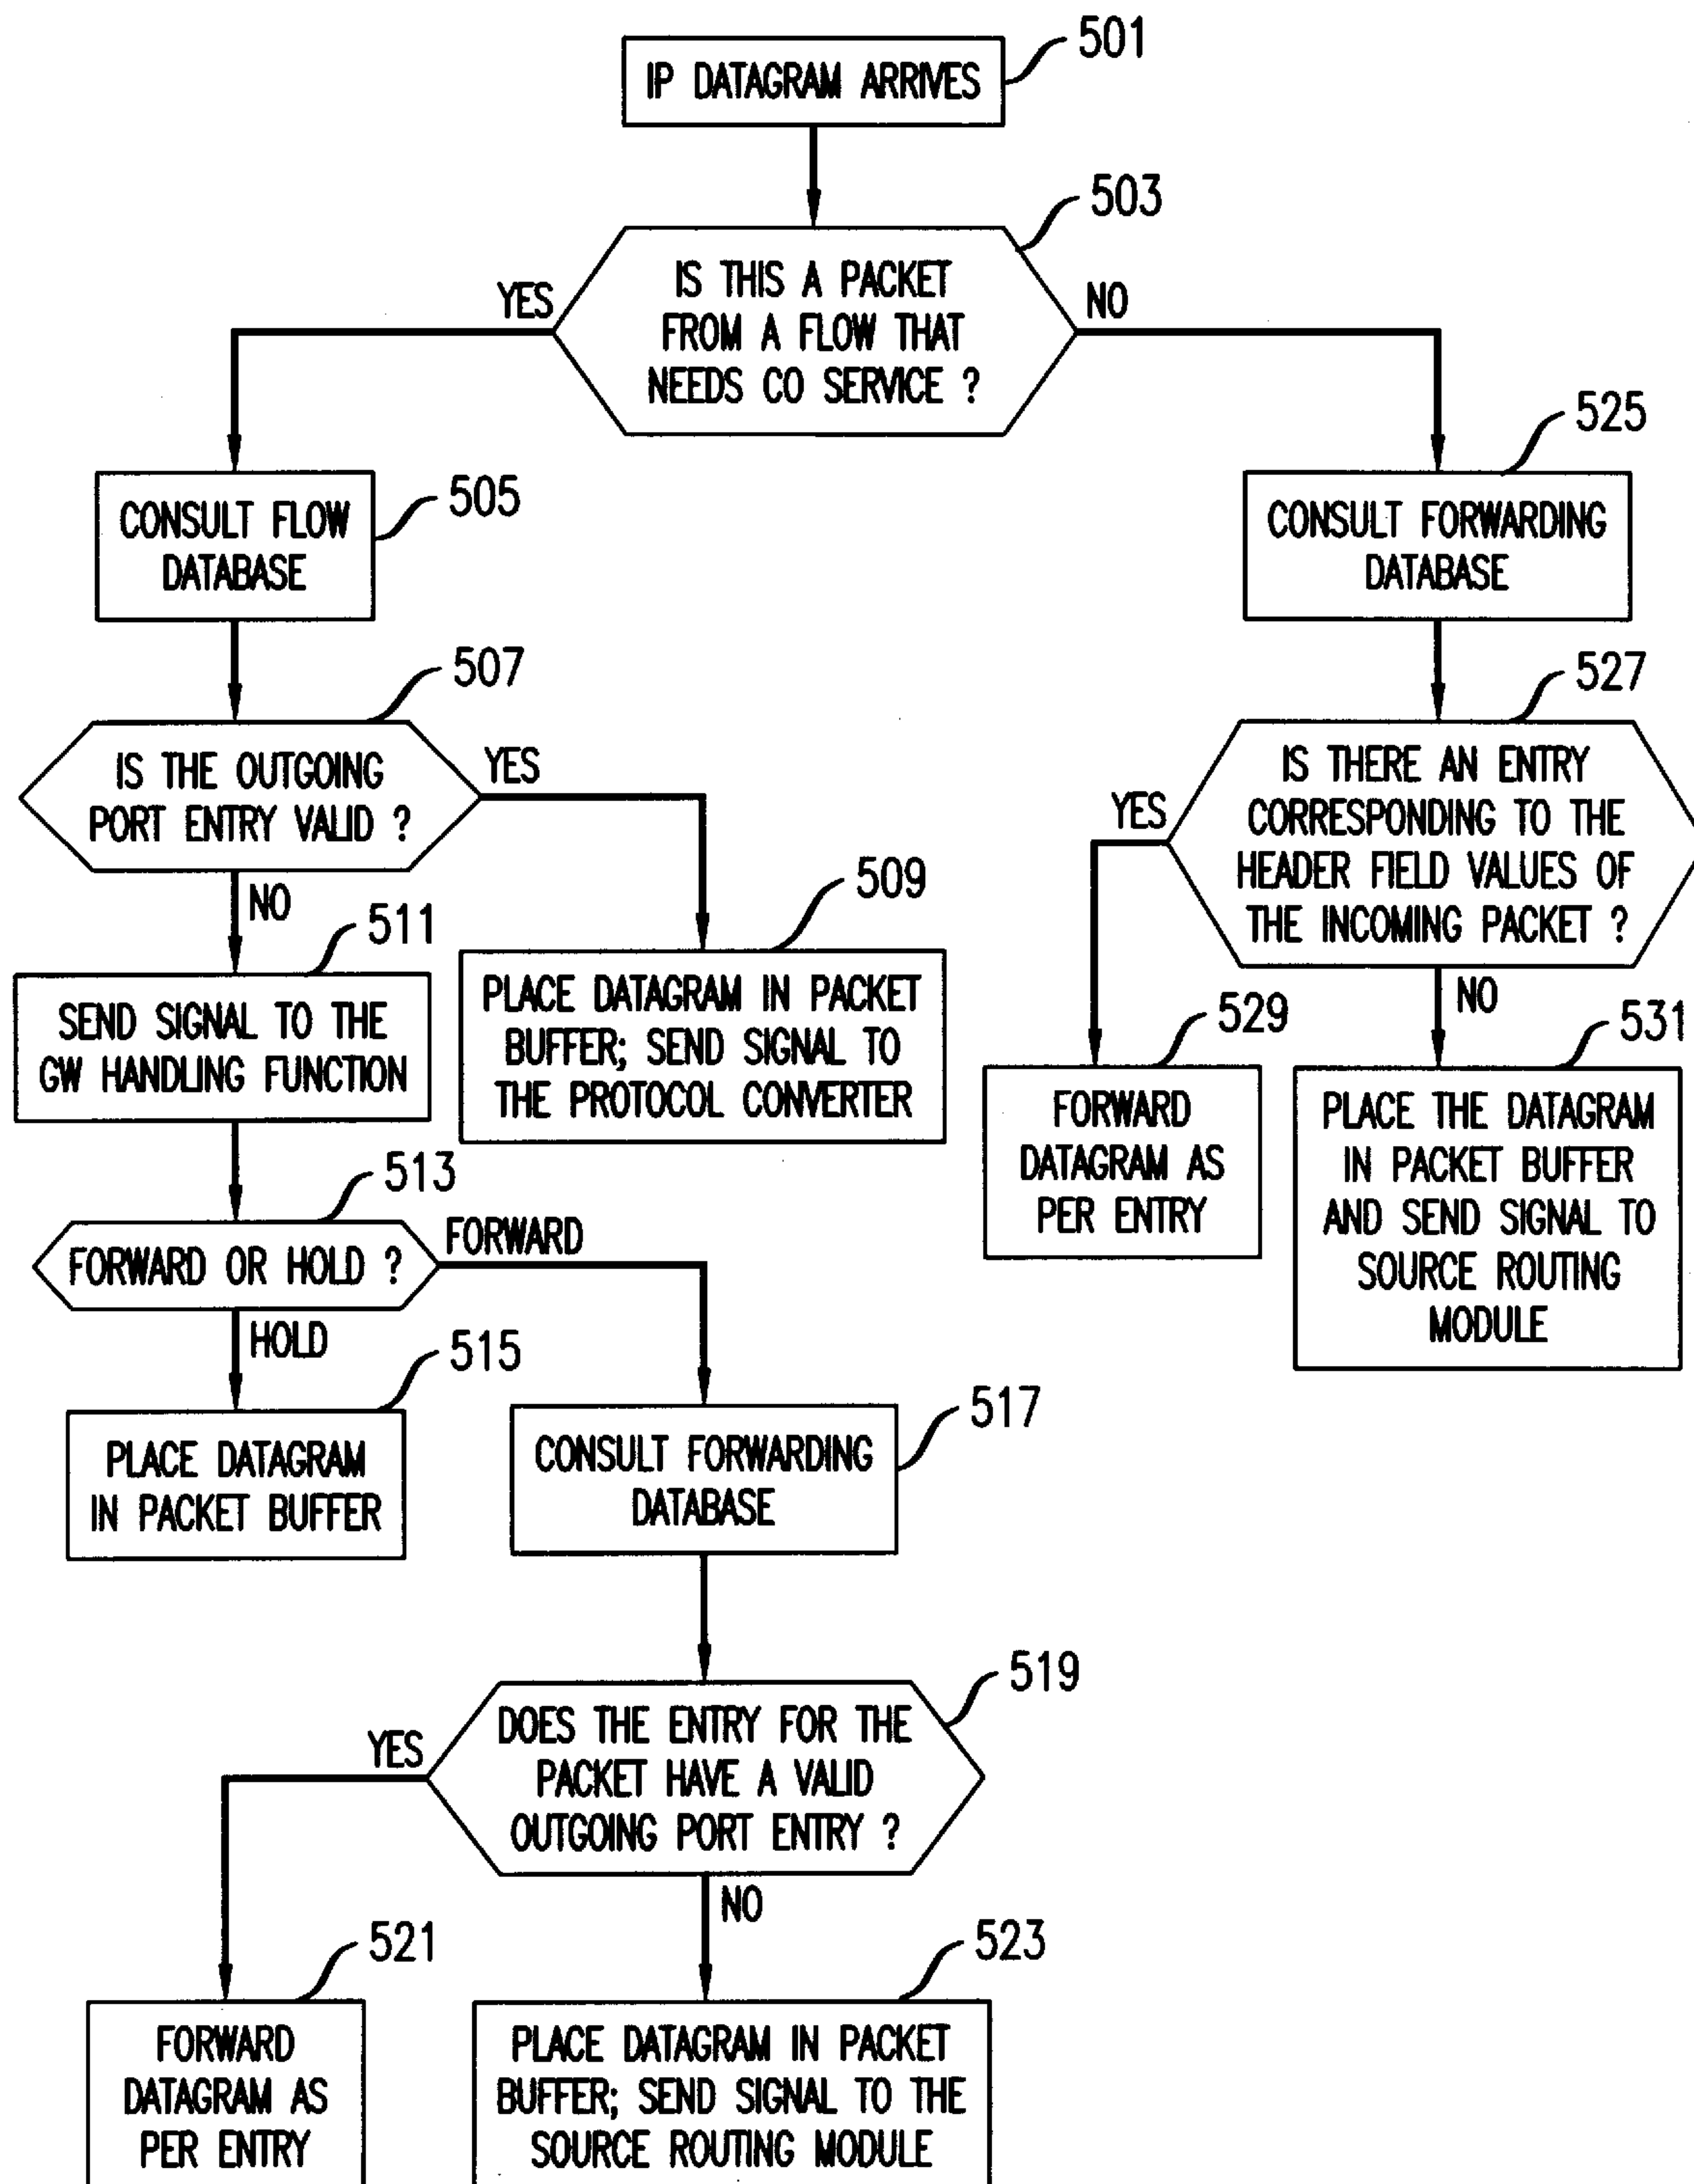 501
IP DATAGRAM ARRIVES
503
IS THIS A PACKET
FROM A FLOW THAT
NEEDS CO SERVICE ?
YES
NO
505
CONSULT FLOW
DATABASE
525
CONSULT FORWARDING
DATABASE
507
IS THE OUTGOING
PORT ENTRY VALID ?
YES
NO
527
IS THERE AN ENTRY
CORRESPONDING TO THE
HEADER FIELD VALUES OF
THE INCOMING PACKET ?
YES
NO
509
PLACE DATAGRAM IN PACKET
BUFFER; SEND SIGNAL TO
THE PROTOCOL CONVERTER
511
SEND SIGNAL TO THE
GW HANDLING FUNCTION
529
FORWARD
DATAGRAM AS
PER ENTRY
531
PLACE THE DATAGRAM
IN PACKET BUFFER
AND SEND SIGNAL TO
SOURCE ROUTING
MODULE
513
FORWARD OR HOLD ?
FORWARD
HOLD
515
PLACE DATAGRAM
IN PACKET BUFFER
517
CONSULT FORWARDING
DATABASE
519
DOES THE ENTRY FOR THE
PACKET HAVE A VALID
OUTGOING PORT ENTRY ?
YES
NO
521
FORWARD
DATAGRAM AS
PER ENTRY
523
PLACE DATAGRAM IN PACKET
BUFFER; SEND SIGNAL TO THE
SOURCE ROUTING MODULE